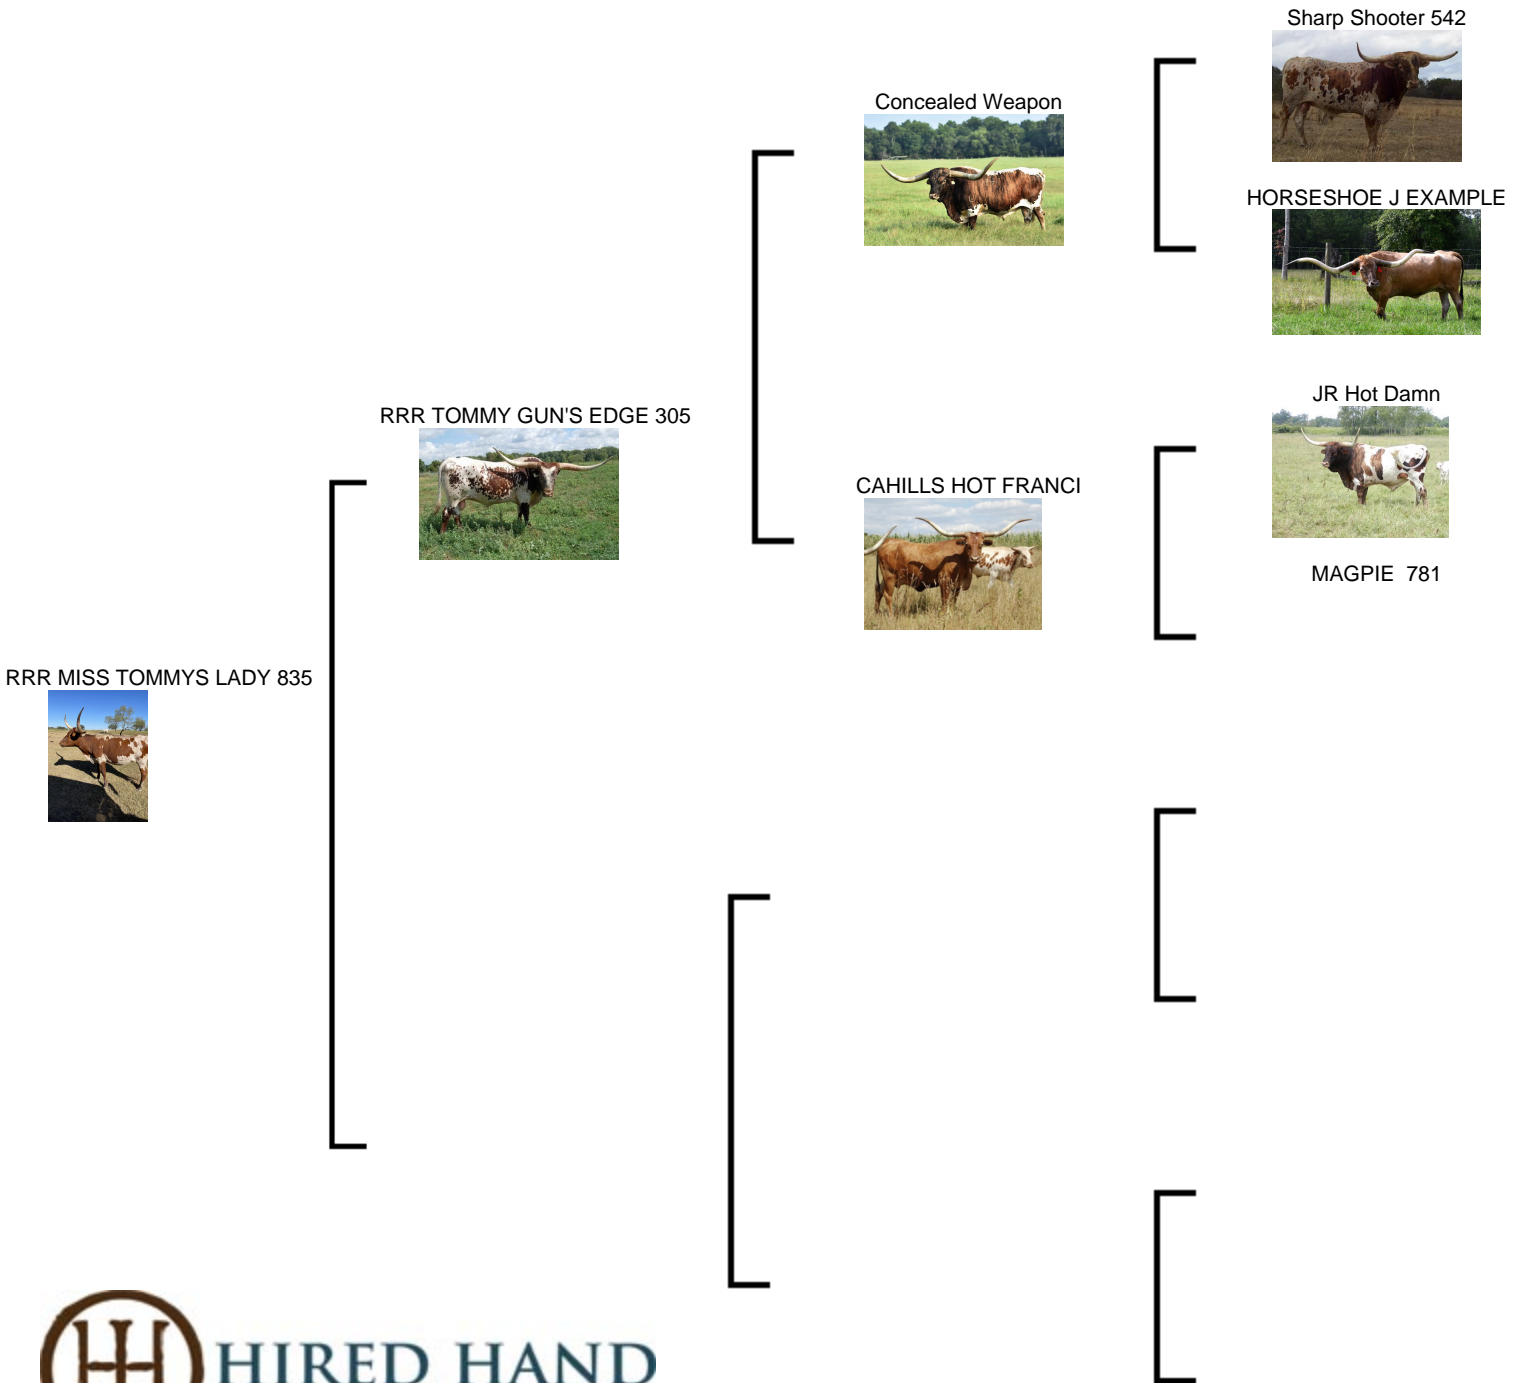 Sharp Shooter 542
Concealed Weapon
HORSESHOE J EXAMPLE
JR Hot Damn
RRR TOMMY GUN'S EDGE 305
CAHILLS HOT FRANCI
MAGPIE  781
RRR MISS TOMMYS LADY 835
HIRED HAND